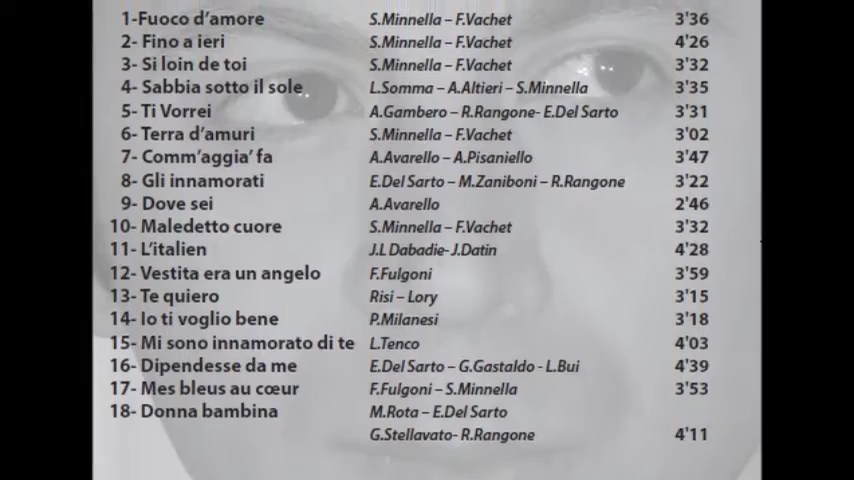 1-Fuoco d'amore S.Minnella – F.Vachet 3'36
2- Fino a ieri S.Minnella – F.Vachet 4'26
3- Si loin de toi S.Minnella – F.Vachet 3'32
4- Sabbia sotto il sole L.Somma – A.Altieri – S.Minnella 3'35
5- Ti Vorrei A.Gambero – R.Rangone- E.Del Sarto 3'31
6- Terra d'amuri S.Minnella – F.Vachet 3'02
7- Comm'aggia' fa A.Avarello – A.Pisaniello 3'47
8- Gli innamorati E.Del Sarto – M.Zaniboni – R.Rangone 3'22
9- Dove sei A.Avarello 2'46
10- Maledetto cuore S.Minnella – F.Vachet 3'32
11- L'italien J.L Dabadie- J.Datin 4'28
12- Vestita era un angelo F.Fulgoni 3'59
13- Te quiero Risi – Lory 3'15
14- Io ti voglio bene P.Milanesi 3'18
15- Mi sono innamorato di te L.Tenco 4'03
16- Dipendesse da me E.Del Sarto – G.Gastaldo - L.Bui 4'39
17- Mes bleus au cœur F.Fulgoni – S.Minnella 3'53
18- Donna bambina M.Rota – E.Del Sarto
G.Stellavato- R.Rangone 4'11